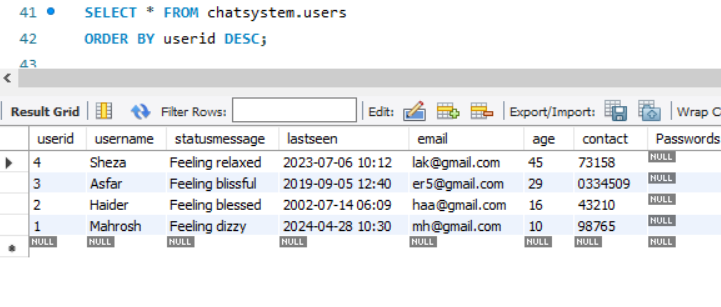 41 SELECT * FROM chatsystem.users
42 ORDER BY userid DESC;
43
Result Grid Filter Rows: Edit: Export/Import: Wrap C
userid username statusmessage lastseen email age contact Passwords
4 Sheza Feeling relaxed 2023-07-06 10:12 lak@gmail.com 45 73158 NULL
3 Asfar Feeling blissful 2019-09-05 12:40 er5@gmail.com 29 0334509 NULL
2 Haider Feeling blessed 2002-07-14 06:09 haa@gmail.com 16 43210 NULL
1 Mahrosh Feeling dizzy 2024-04-28 10:30 mh@gmail.com 10 98765 NULL
NULL NULL NULL NULL NULL NULL NULL NULL